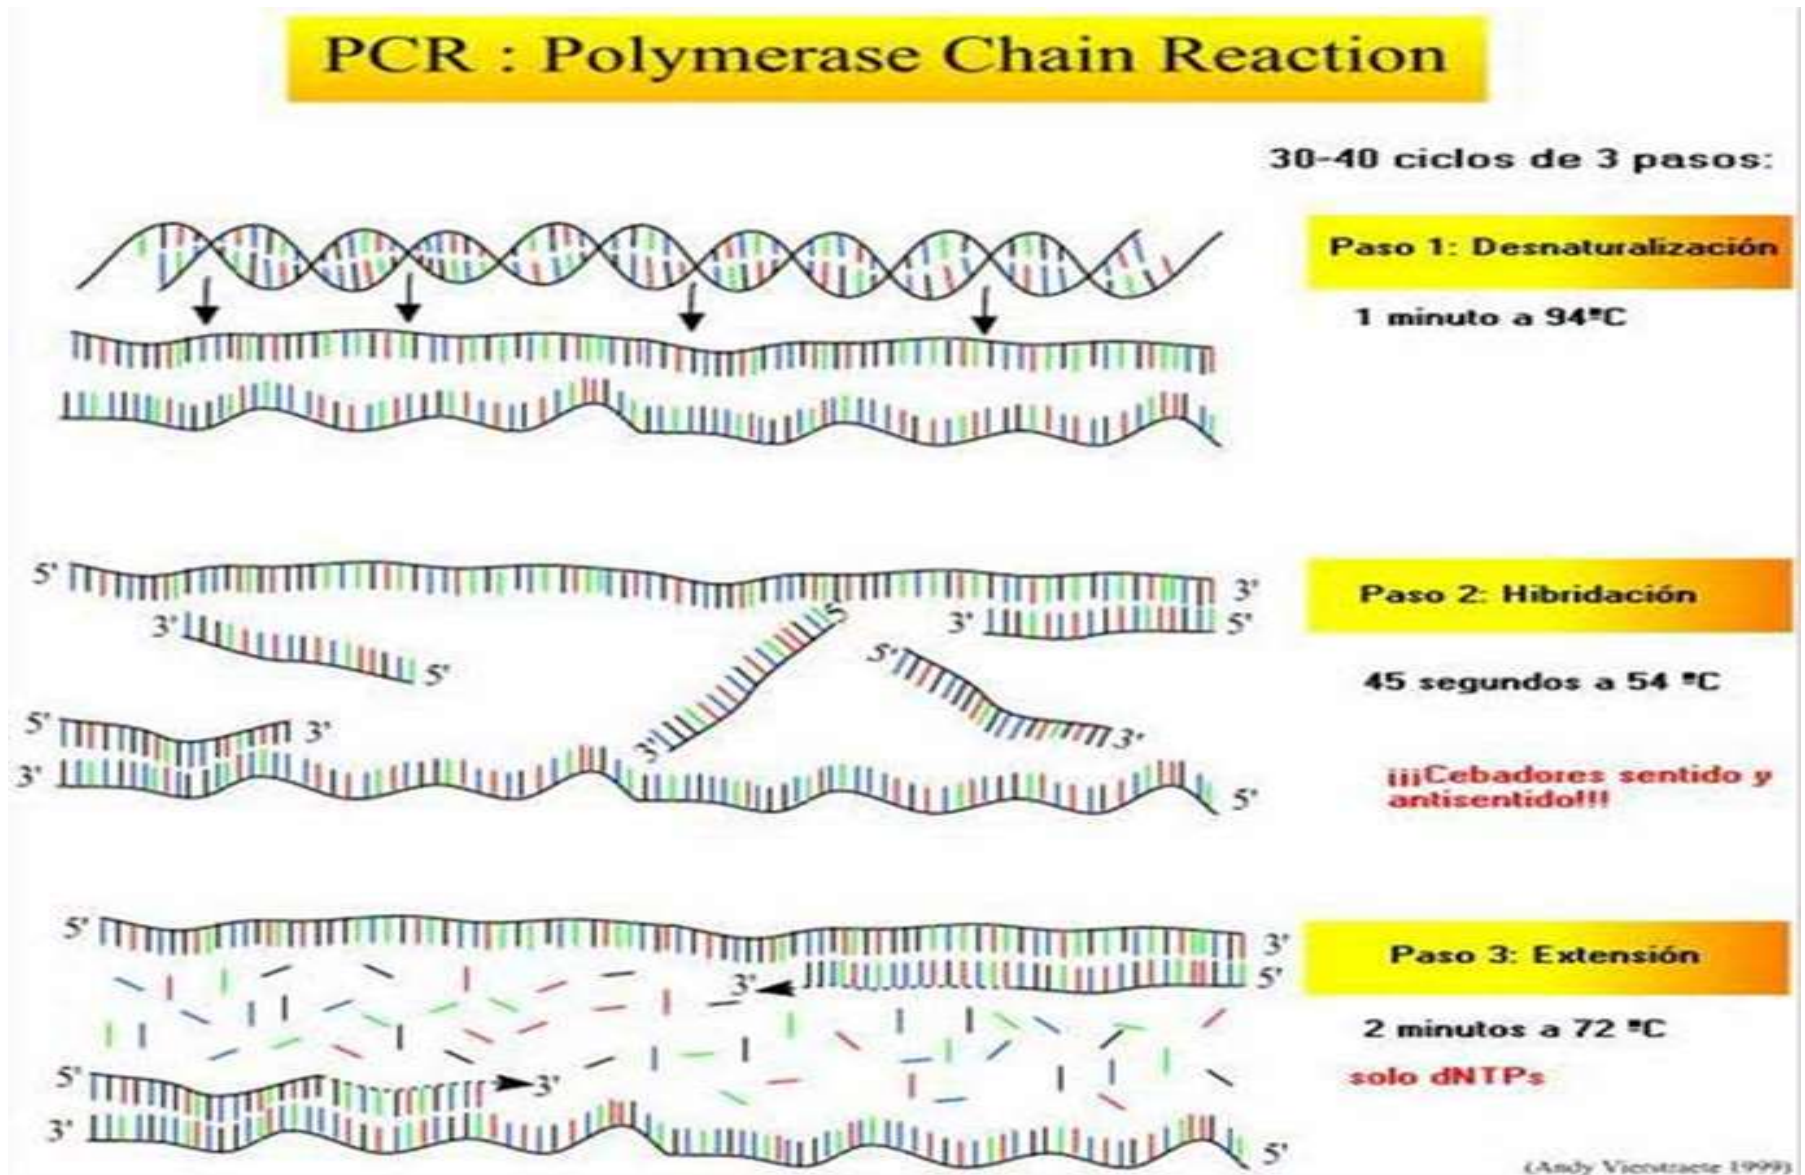 PCR : Polymerase Chain Reaction
30-40 ciclos de 3 pasos:
Paso 1: Desnaturalización
1 minuto a 94ºC
5'
3'
Paso 2: Hibridación
3'
5'
5
3'
5'
5'
45 segundos a 54 ºC
5'
3'
3'
3'
3'
5'
¡¡¡Cebadores sentido y
antisentido!!!
5'
3'
Paso 3: Extensión
3'
5'
2 minutos a 72 ºC
5'
3'
solo dNTPs
3'
5'
(Andy Vierstraete 1999)